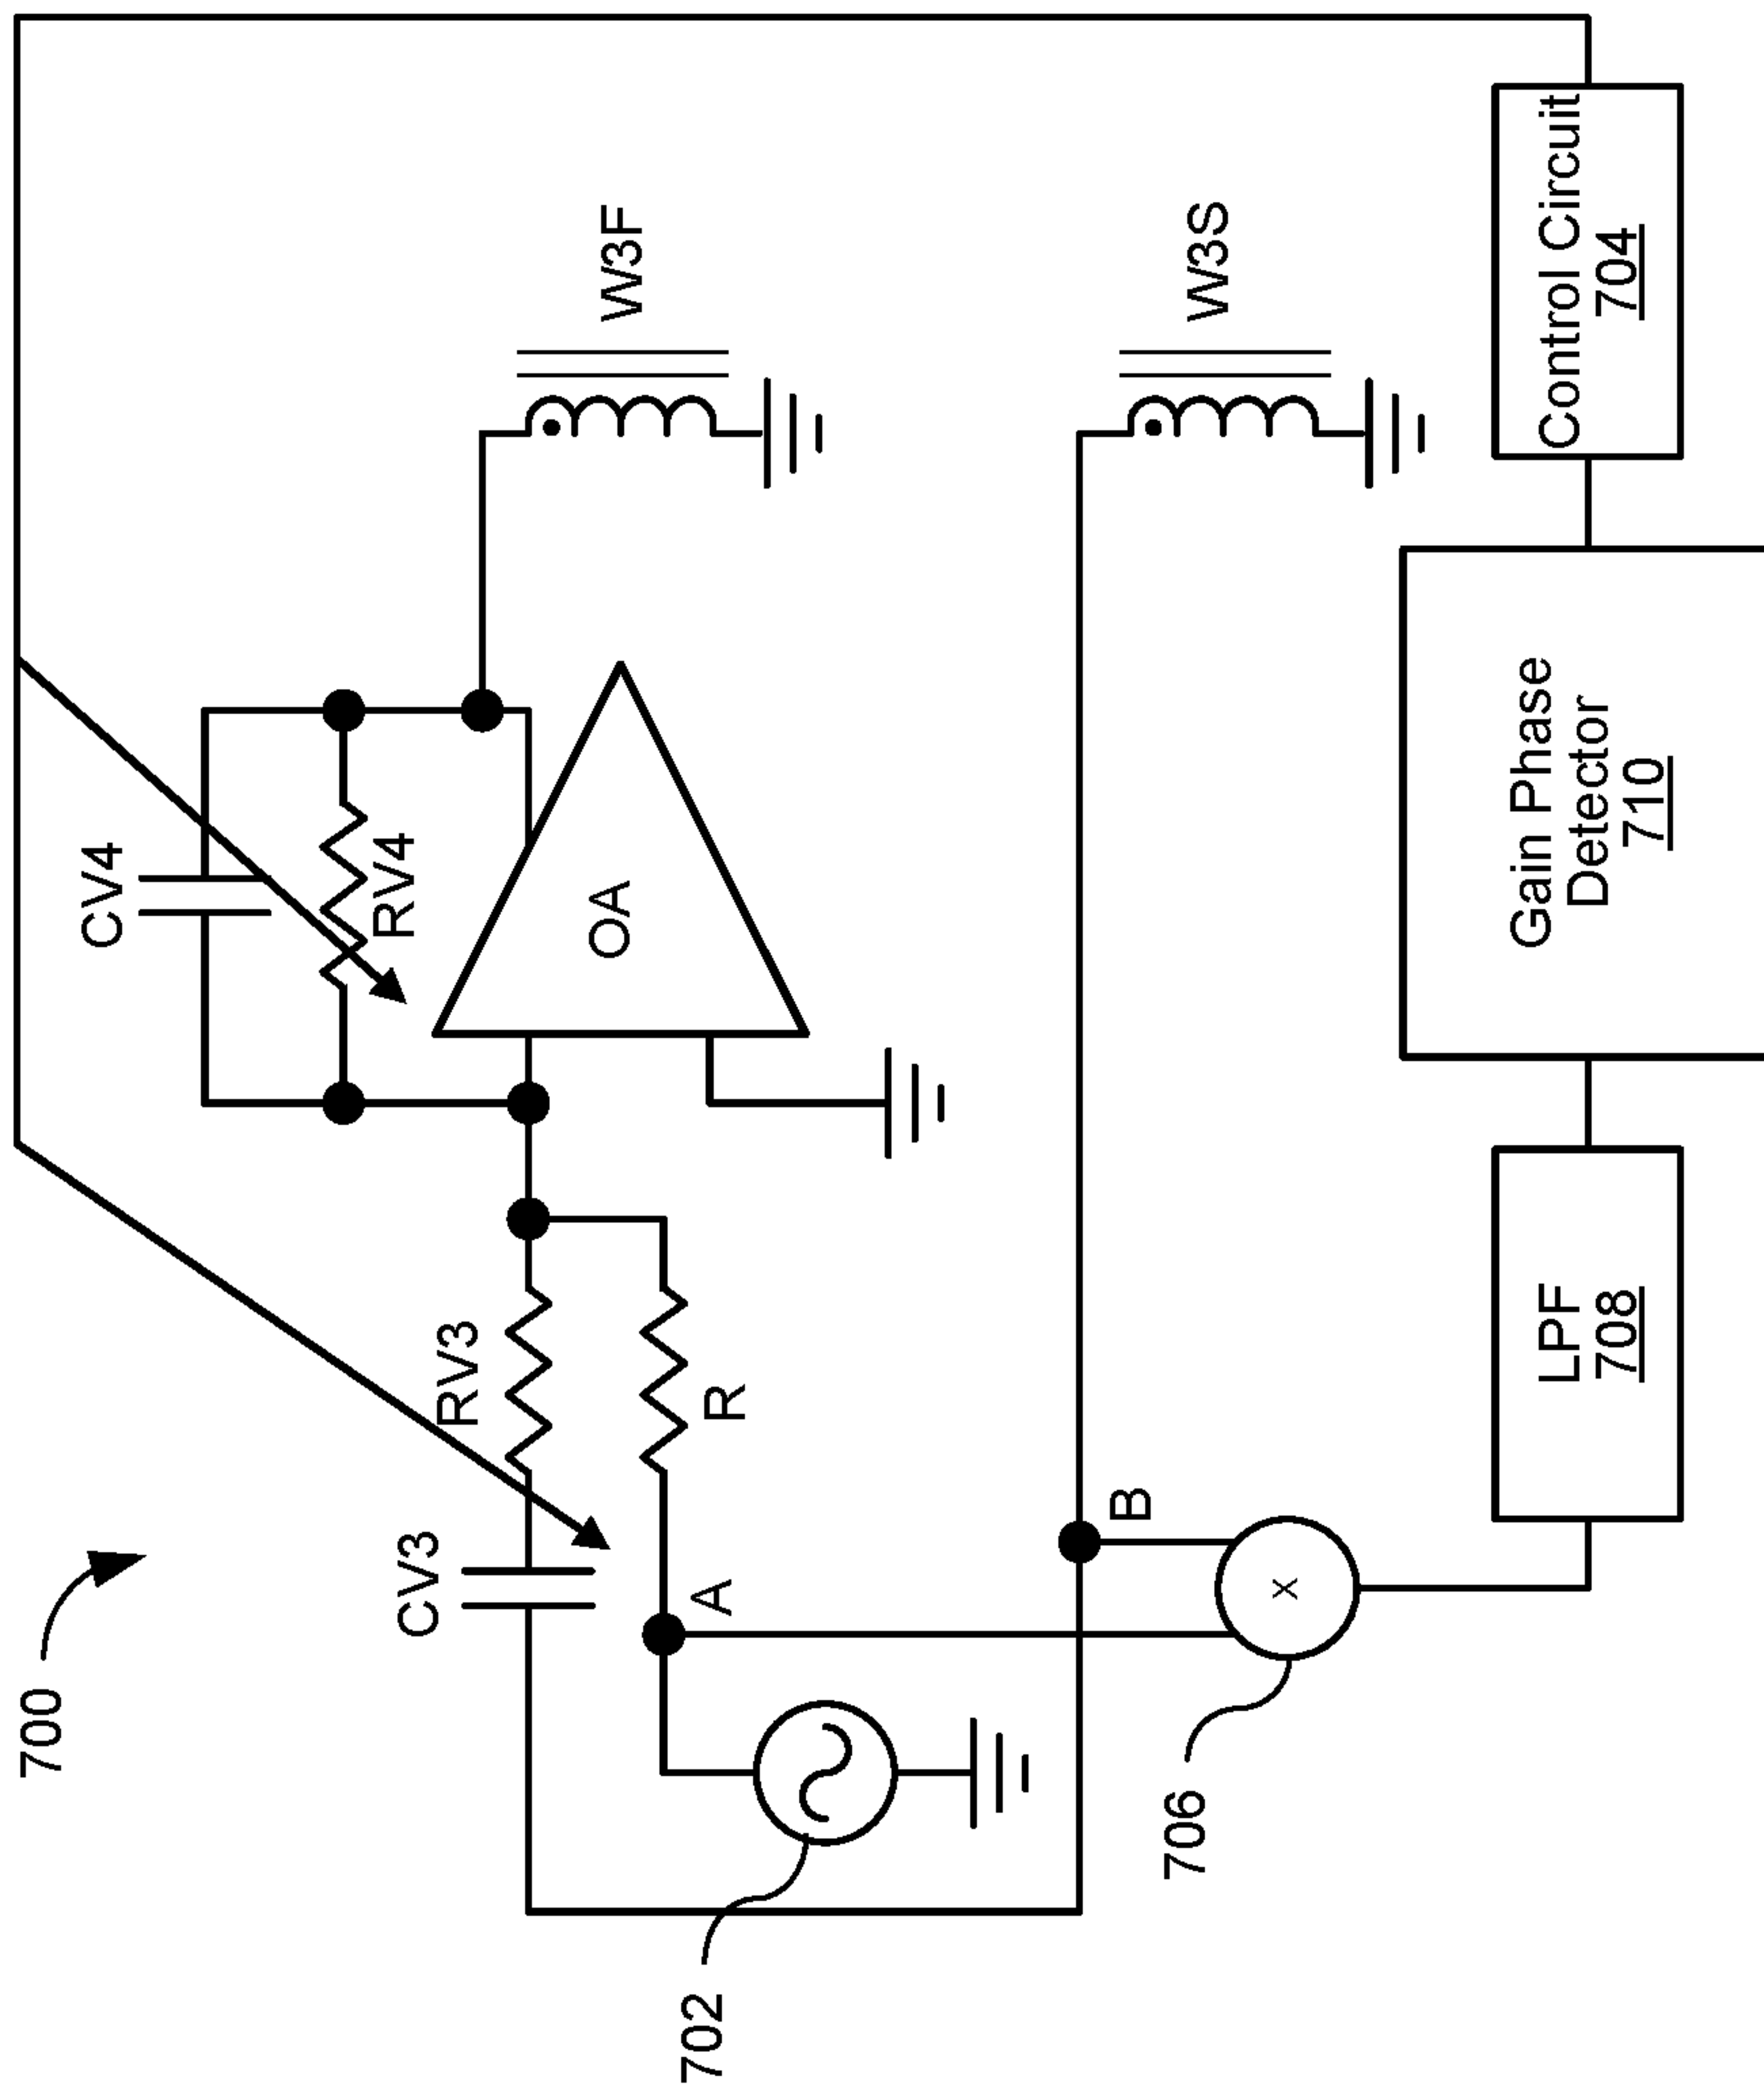 700
CV4
RV4
OA
W3F
CV3
RV3
R
A
702
B
W3S
706
x
LPF
708
Gain Phase
Detector
710
Control Circuit
704